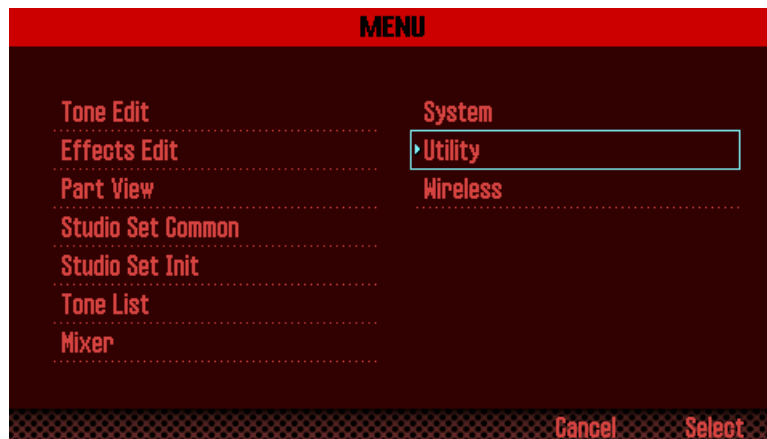 MENU
Tone Edit
Effects Edit
Part View
Studio Set Common
Studio Set Init
Tone List
Mixer
System
Utility
Wireless
Cancel Select